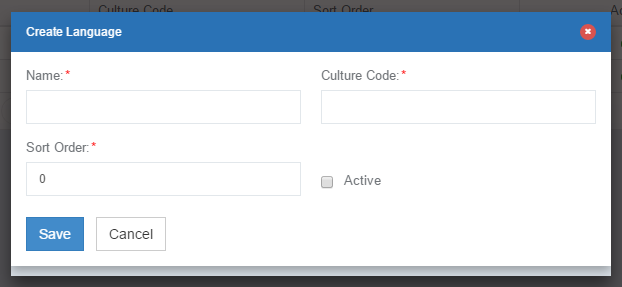 Culture Code Sort Order
Create Language
Name:* Culture Code:*
Sort Order:*
0
Active
Save Cancel